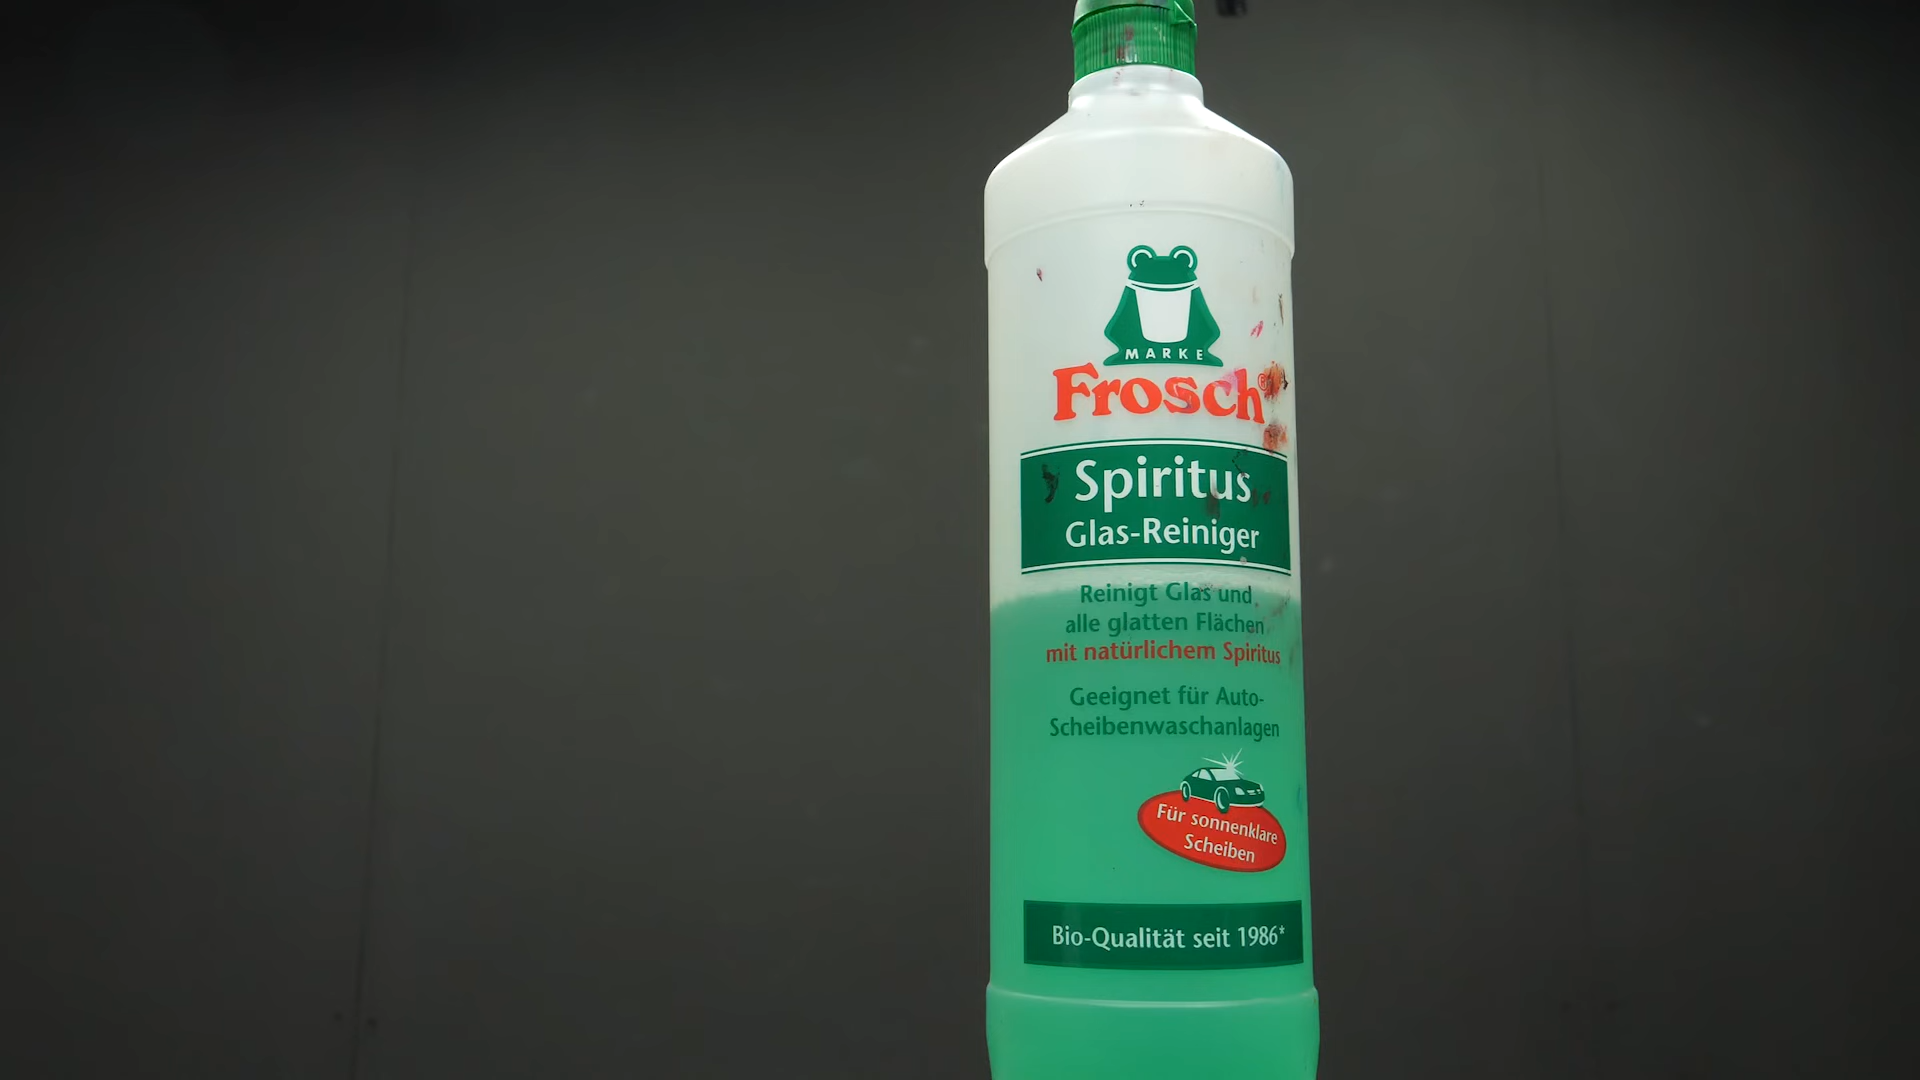 MARKE
Frosch®
Spiritus
Glas-Reiniger
Reinigt Glas und
alle glatten Flächen
mit natürlichem Spiritus
Geeignet für Auto-
Scheibenwaschanlagen
Für sonnenklare
Scheiben
Bio-Qualität seit 1986*